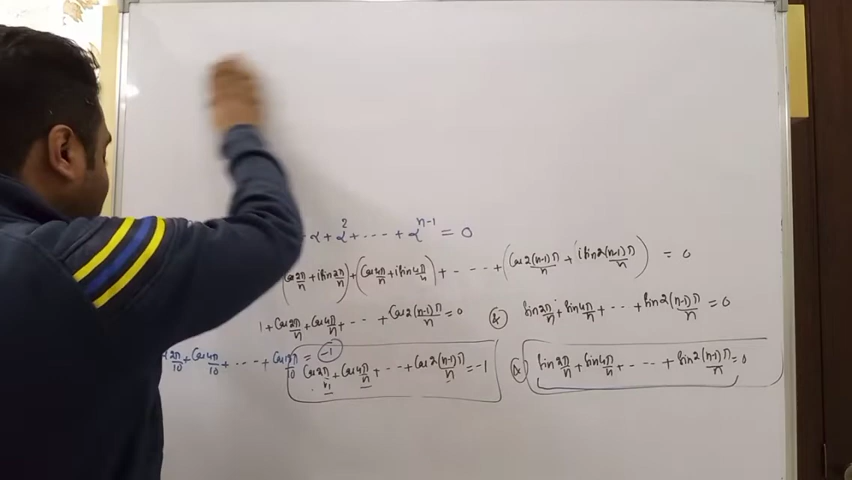 α + α² + ---- + α^(n-1) = 0
(Cos 2π/n + i sin 2π/n) + (Cos 4π/n + i sin 4π/n) + - - - + (Cos 2(n-1)π/n + i sin 2(n-1)π/n) = 0
1 + Cos 2π/n + Cos 4π/n + --- + Cos 2(n-1)π/n = 0 & sin 2π/n + sin 4π/n + - - + sin 2(n-1)π/n = 0
2π/10 + Cos 4π/10 + - - - + Cos /10 = -1
Cos 2π/n + Cos 4π/n + --- + Cos 2(n-1)π/n = -1 & sin 2π/n + sin 4π/n + - - - + sin 2(n-1)π/n = 0